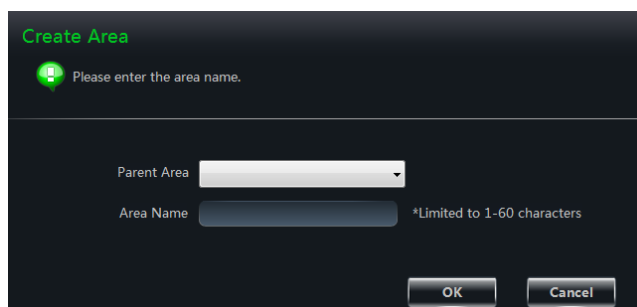 Create Area
Please enter the area name.
Parent Area
Area Name *Limited to 1-60 characters
OK Cancel